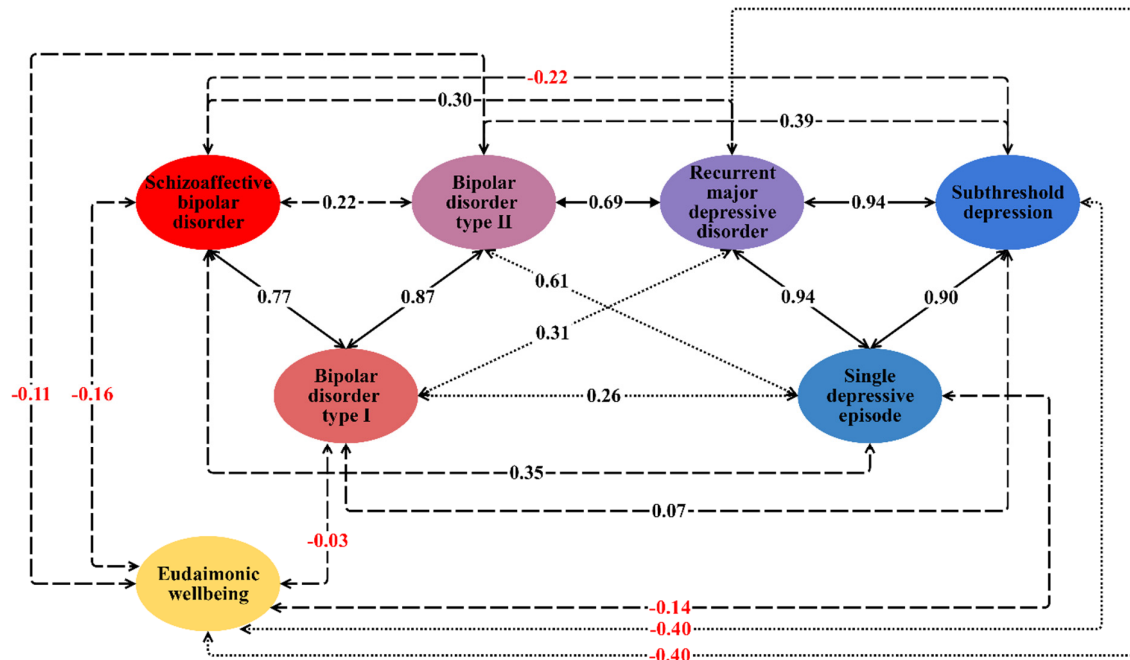 -0.22
0.30
0.39
Schizoaffective
bipolar
disorder
0.22
Bipolar
disorder
type II
0.69
Recurrent
major
depressive
disorder
0.94
Subthreshold
depression
0.77
0.87
0.61
0.31
0.94
0.90
-0.11
-0.16
Bipolar
disorder
type I
0.26
Single
depressive
episode
0.35
0.07
-0.03
Eudaimonic
wellbeing
-0.14
-0.40
-0.40